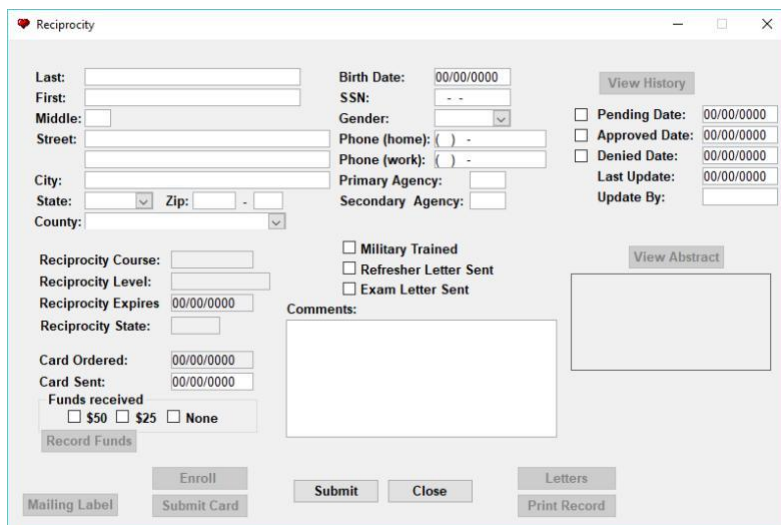 Reciprocity
Last:
First:
Middle:
Street:
City:
State: Zip: -
County:
Birth Date: 00/00/0000
SSN: - -
Gender:
Phone (home): ( ) -
Phone (work): ( ) -
Primary Agency:
Secondary Agency:
View History
Pending Date: 00/00/0000
Approved Date: 00/00/0000
Denied Date: 00/00/0000
Last Update: 00/00/0000
Update By:
Reciprocity Course:
Reciprocity Level:
Reciprocity Expires 00/00/0000
Reciprocity State:
Military Trained
Refresher Letter Sent
Exam Letter Sent
Comments:
View Abstract
Card Ordered: 00/00/0000
Card Sent: 00/00/0000
Funds received
$50 $25 None
Record Funds
Enroll
Mailing Label Submit Card
Submit Close
Letters
Print Record